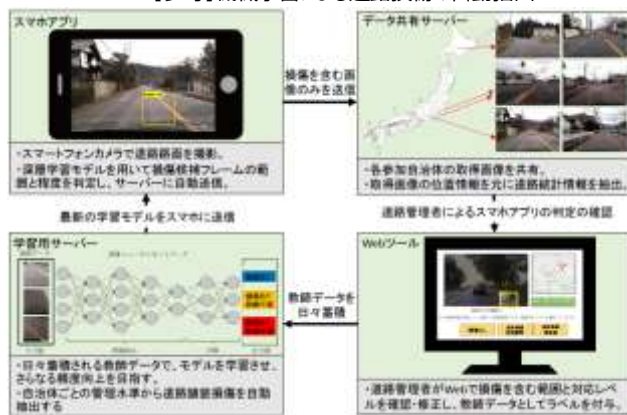 スマホアプリ
・スマートフォンカメラで道路路面を撮影。
・深層学習モデルを用いて損傷候補フレームの範
囲と程度を判定し、サーバーに自動送信。
損傷を含む画
像のみを送信
データ共有サーバー
・各参加自治体の取得画像を共有。
・取得画像の位置情報を元に道路統計情報を抽出。
最新の学習モデルをスマホに送信
道路管理者によるスマホアプリの判定の確認
学習用サーバー
・日々蓄積される教師データで、モデルを学習させ、
さらなる精度向上を目指す。
・自治体ごとの管理水準から道路舗装損傷を自動
抽出する
教師データを
日々蓄積
Webツール
・道路管理者がWebで損傷を含む範囲と対応レベ
ルを確認・修正し、教師データとしてラベルを付与。